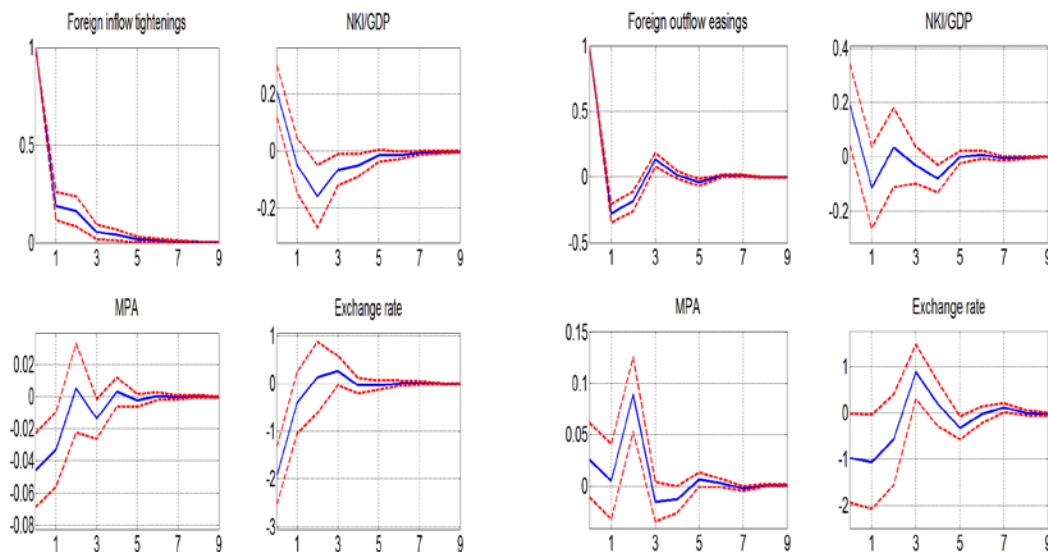 Foreign inflow tightenings
1
0.5
0
1 3 5 7 9
NKI/GDP
0.2
0
-0.2
1 3 5 7 9
Foreign outflow easings
1
0.5
0
-0.5
1 3 5 7 9
NKI/GDP
0.4
0.2
0
-0.2
1 3 5 7 9
MPA
0.02
0
-0.02
-0.04
-0.06
-0.08
1 3 5 7 9
Exchange rate
1
0
-1
-2
-3
1 3 5 7 9
MPA
0.15
0.1
0.05
0
1 3 5 7 9
Exchange rate
1
0
-1
-2
1 3 5 7 9